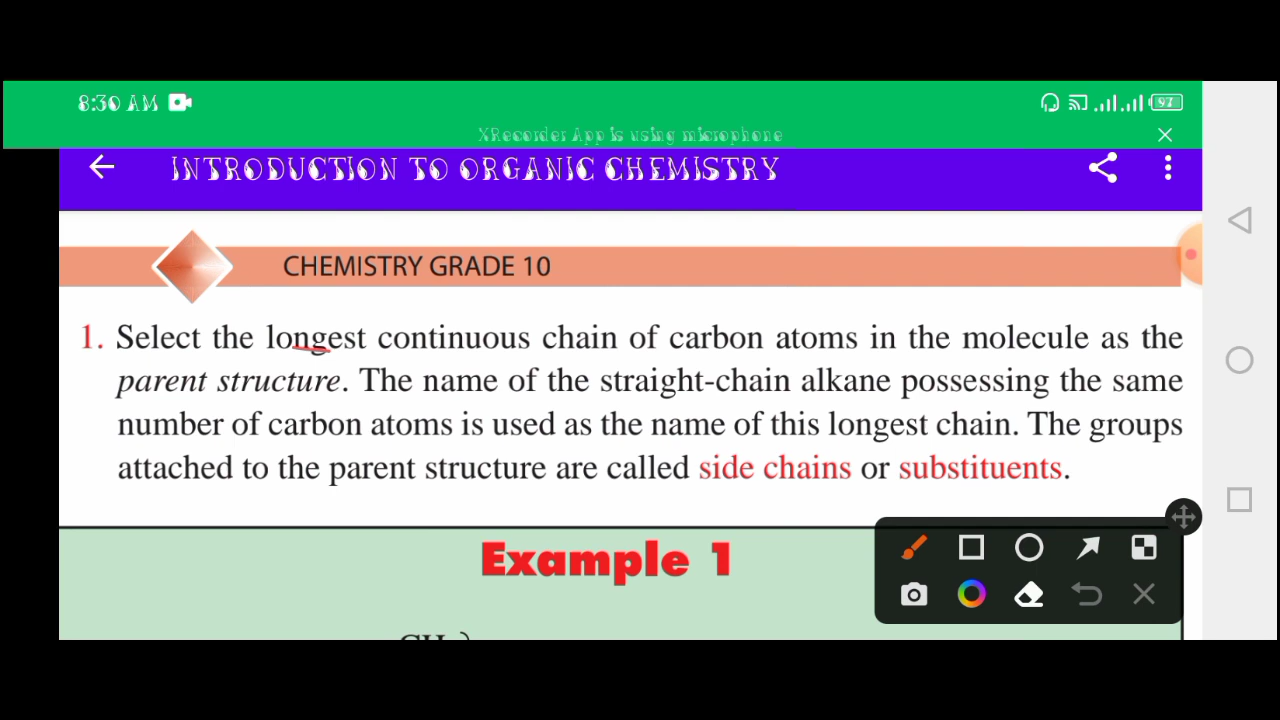 8:30 AM
97
XRecorder App is using microphone
INTRODUCTION TO ORGANIC CHEMISTRY
CHEMISTRY GRADE 10
1. Select the longest continuous chain of carbon atoms in the molecule as the
parent structure. The name of the straight-chain alkane possessing the same
number of carbon atoms is used as the name of this longest chain. The groups
attached to the parent structure are called side chains or substituents.
Example 1